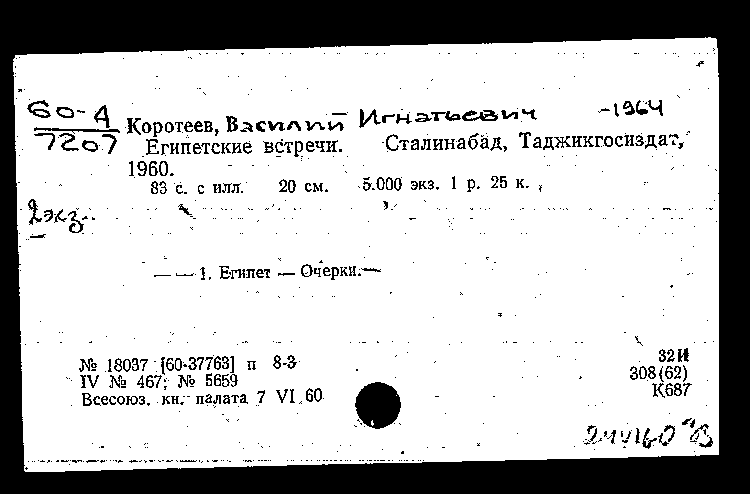 60-4
7207
Коротеев, Василий Игнатьевич -1964
Египетские встречи. Сталинабад, Таджикгосиздат,
1960.
83 с. с илл. 20 см. 5.000 экз. 1 р. 25 к.
2экз.
— — 1. Египет — Очерки. —
№ 18037 [60-37763] п 8-3
IV № 467; № 5659
Всесоюз. кн. палата 7 VI 60
32И
308(62)
К687